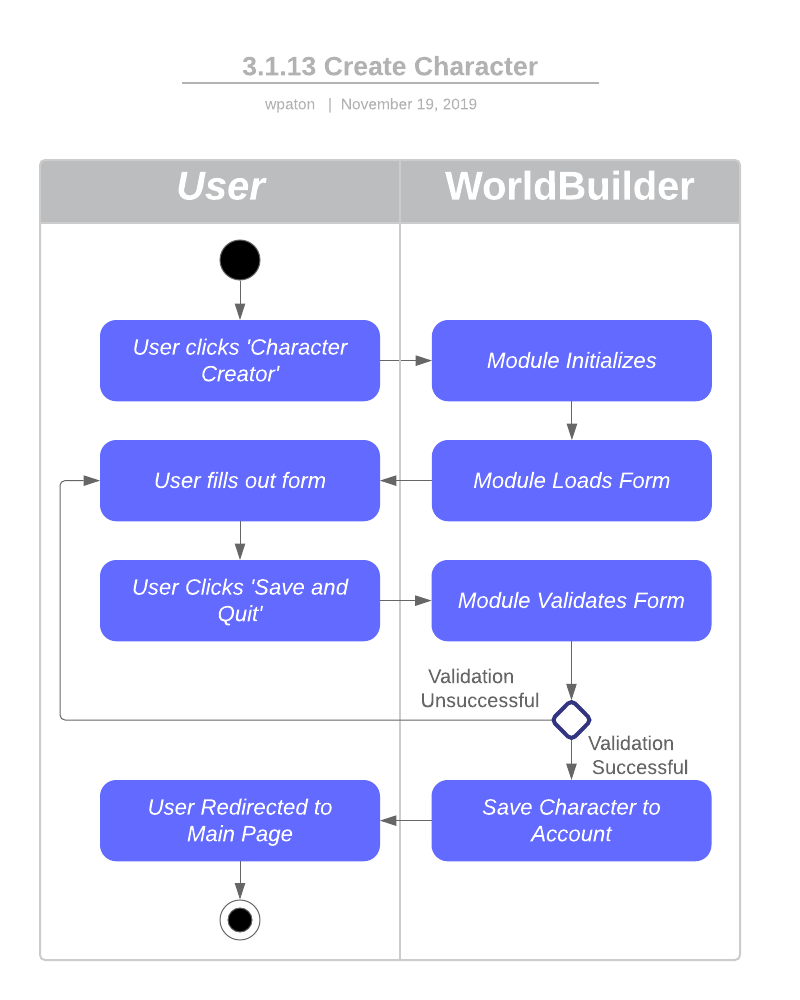 3.1.13 Create Character
wpaton | November 19, 2019
User
WorldBuilder
User clicks 'Character
Creator'
Module Initializes
User fills out form
Module Loads Form
User Clicks 'Save and
Quit'
Module Validates Form
Validation
Unsuccessful
Validation
Successful
User Redirected to
Main Page
Save Character to
Account